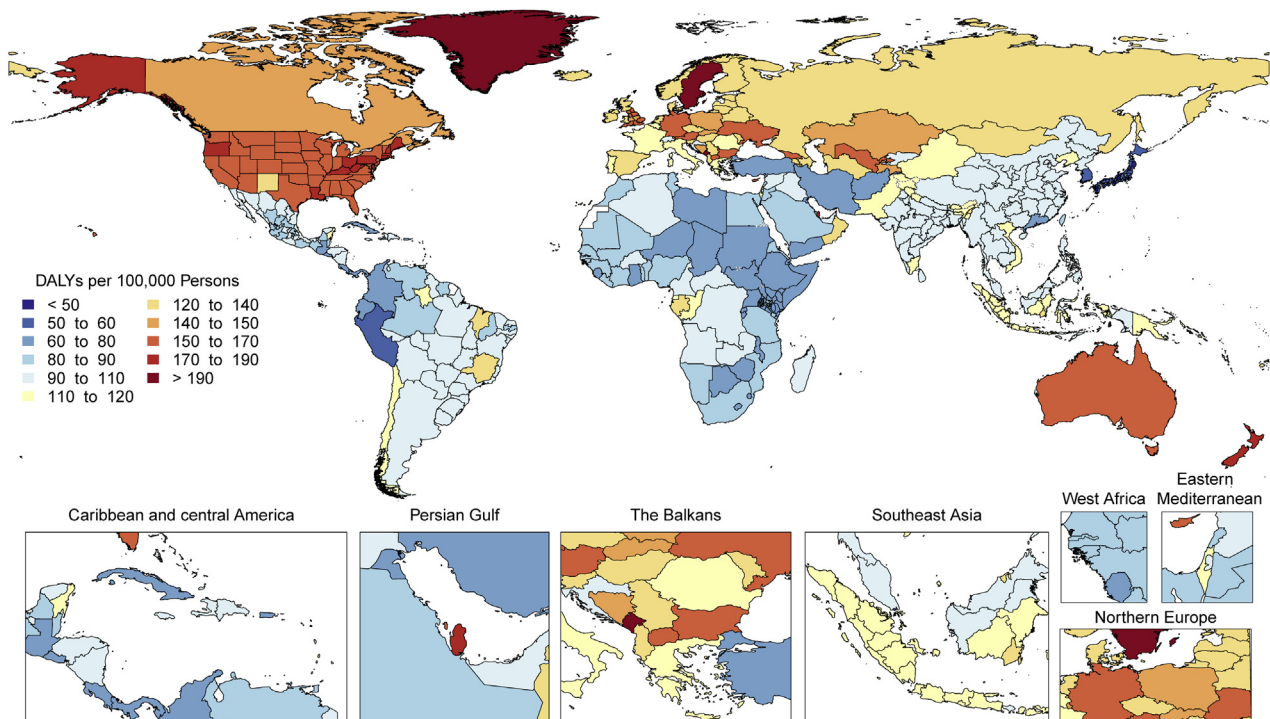 DALYs per 100,000 Persons
< 50
50 to 60
60 to 80
80 to 90
90 to 110
110 to 120
120 to 140
140 to 150
150 to 170
170 to 190
> 190
Caribbean and central America
Persian Gulf
The Balkans
Southeast Asia
West Africa
Eastern
Mediterranean
Northern Europe